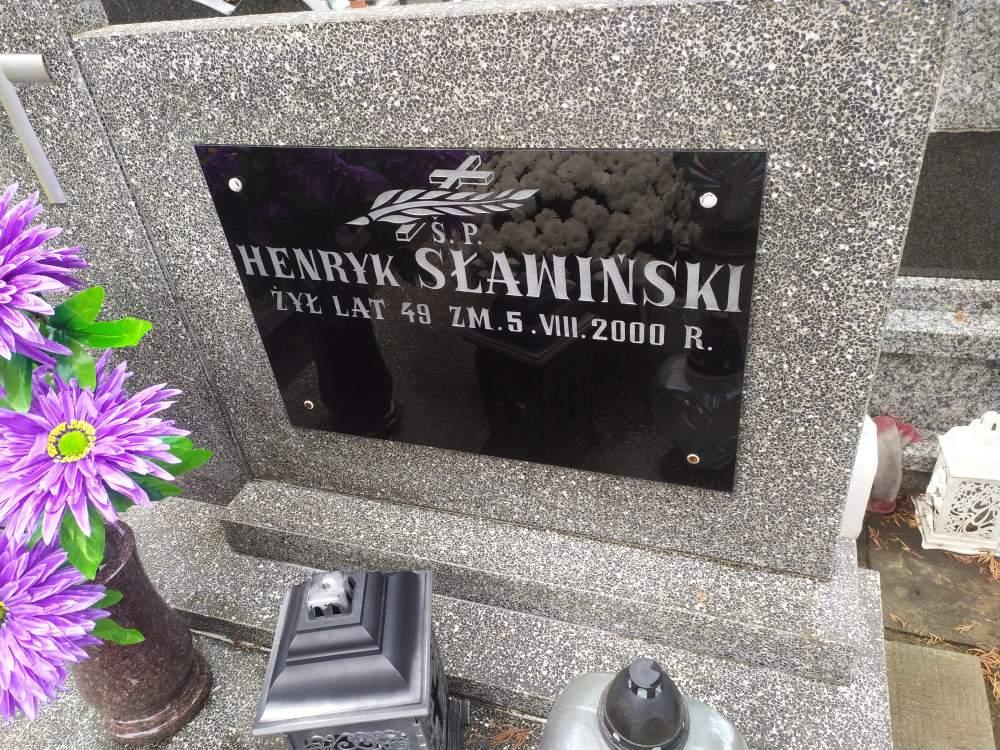 Ś. P.
HENRYK SŁAWIŃSKI
ŻYŁ LAT 49 ZM. 5. VIII. 2000 R.